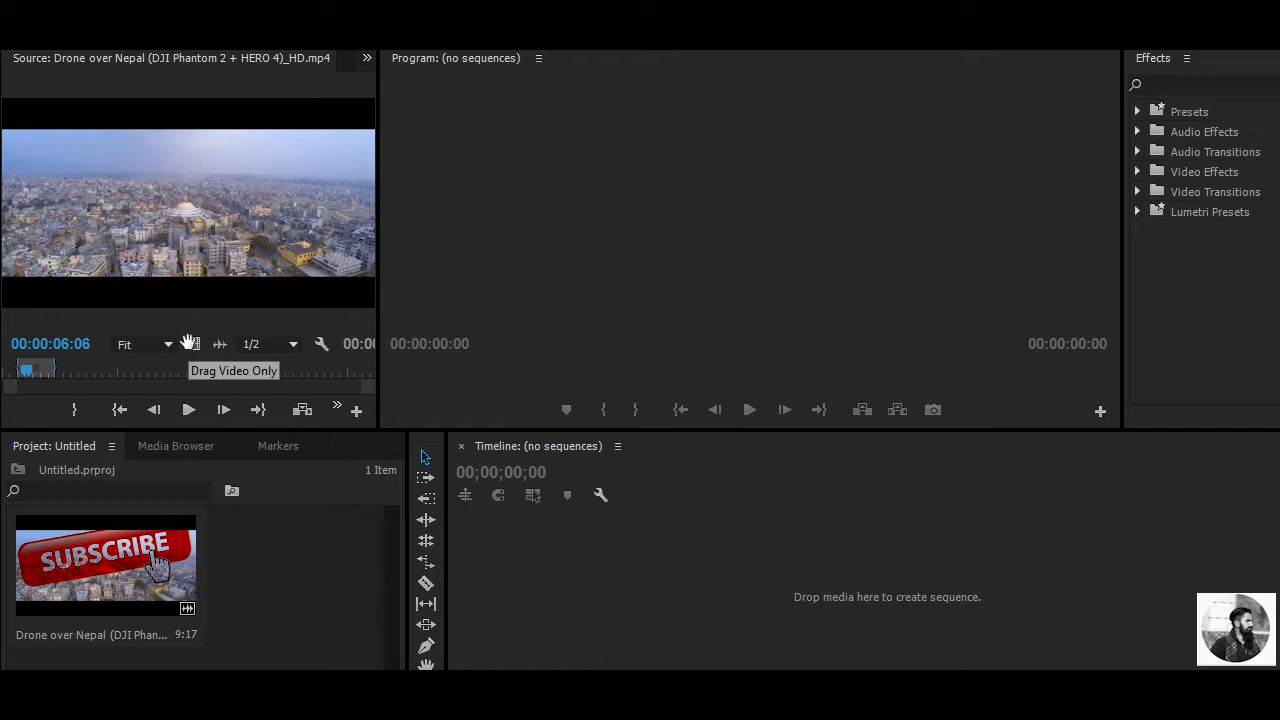 Source: Drone over Nepal (DJI Phantom 2 + HERO 4)_HD.mp4
Program: (no sequences)
Effects
Presets
Audio Effects
Audio Transitions
Video Effects
Video Transitions
Lumetri Presets
00:00:06:06
Fit
1/2
00:00
00:00:00:00
00:00:00:00
Drag Video Only
Project: Untitled
Media Browser
Markers
Timeline: (no sequences)
Untitled.prproj
1 Item
00;00;00;00
SUBSCRIBE
Drop media here to create sequence.
Drone over Nepal (DJI Phan...
9:17